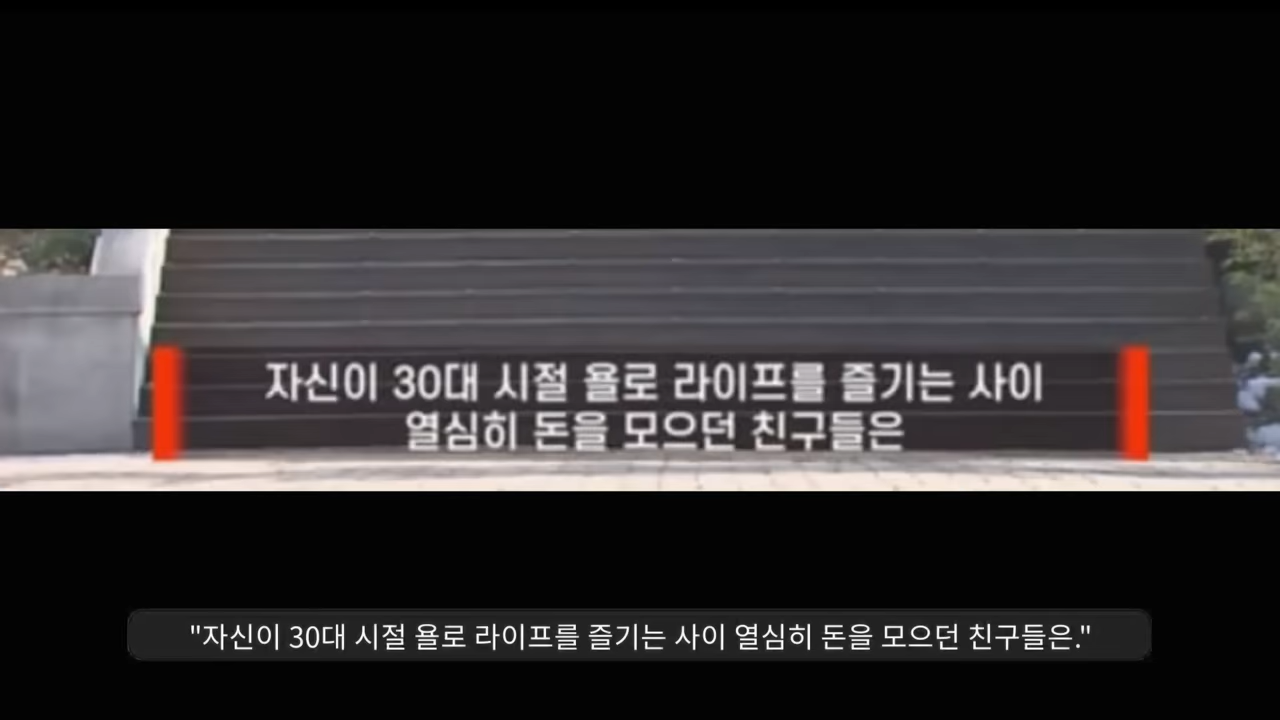 자신이 30대 시절 욜로 라이프를 즐기는 사이
열심히 돈을 모으던 친구들은
"자신이 30대 시절 욜로 라이프를 즐기는 사이 열심히 돈을 모으던 친구들은."